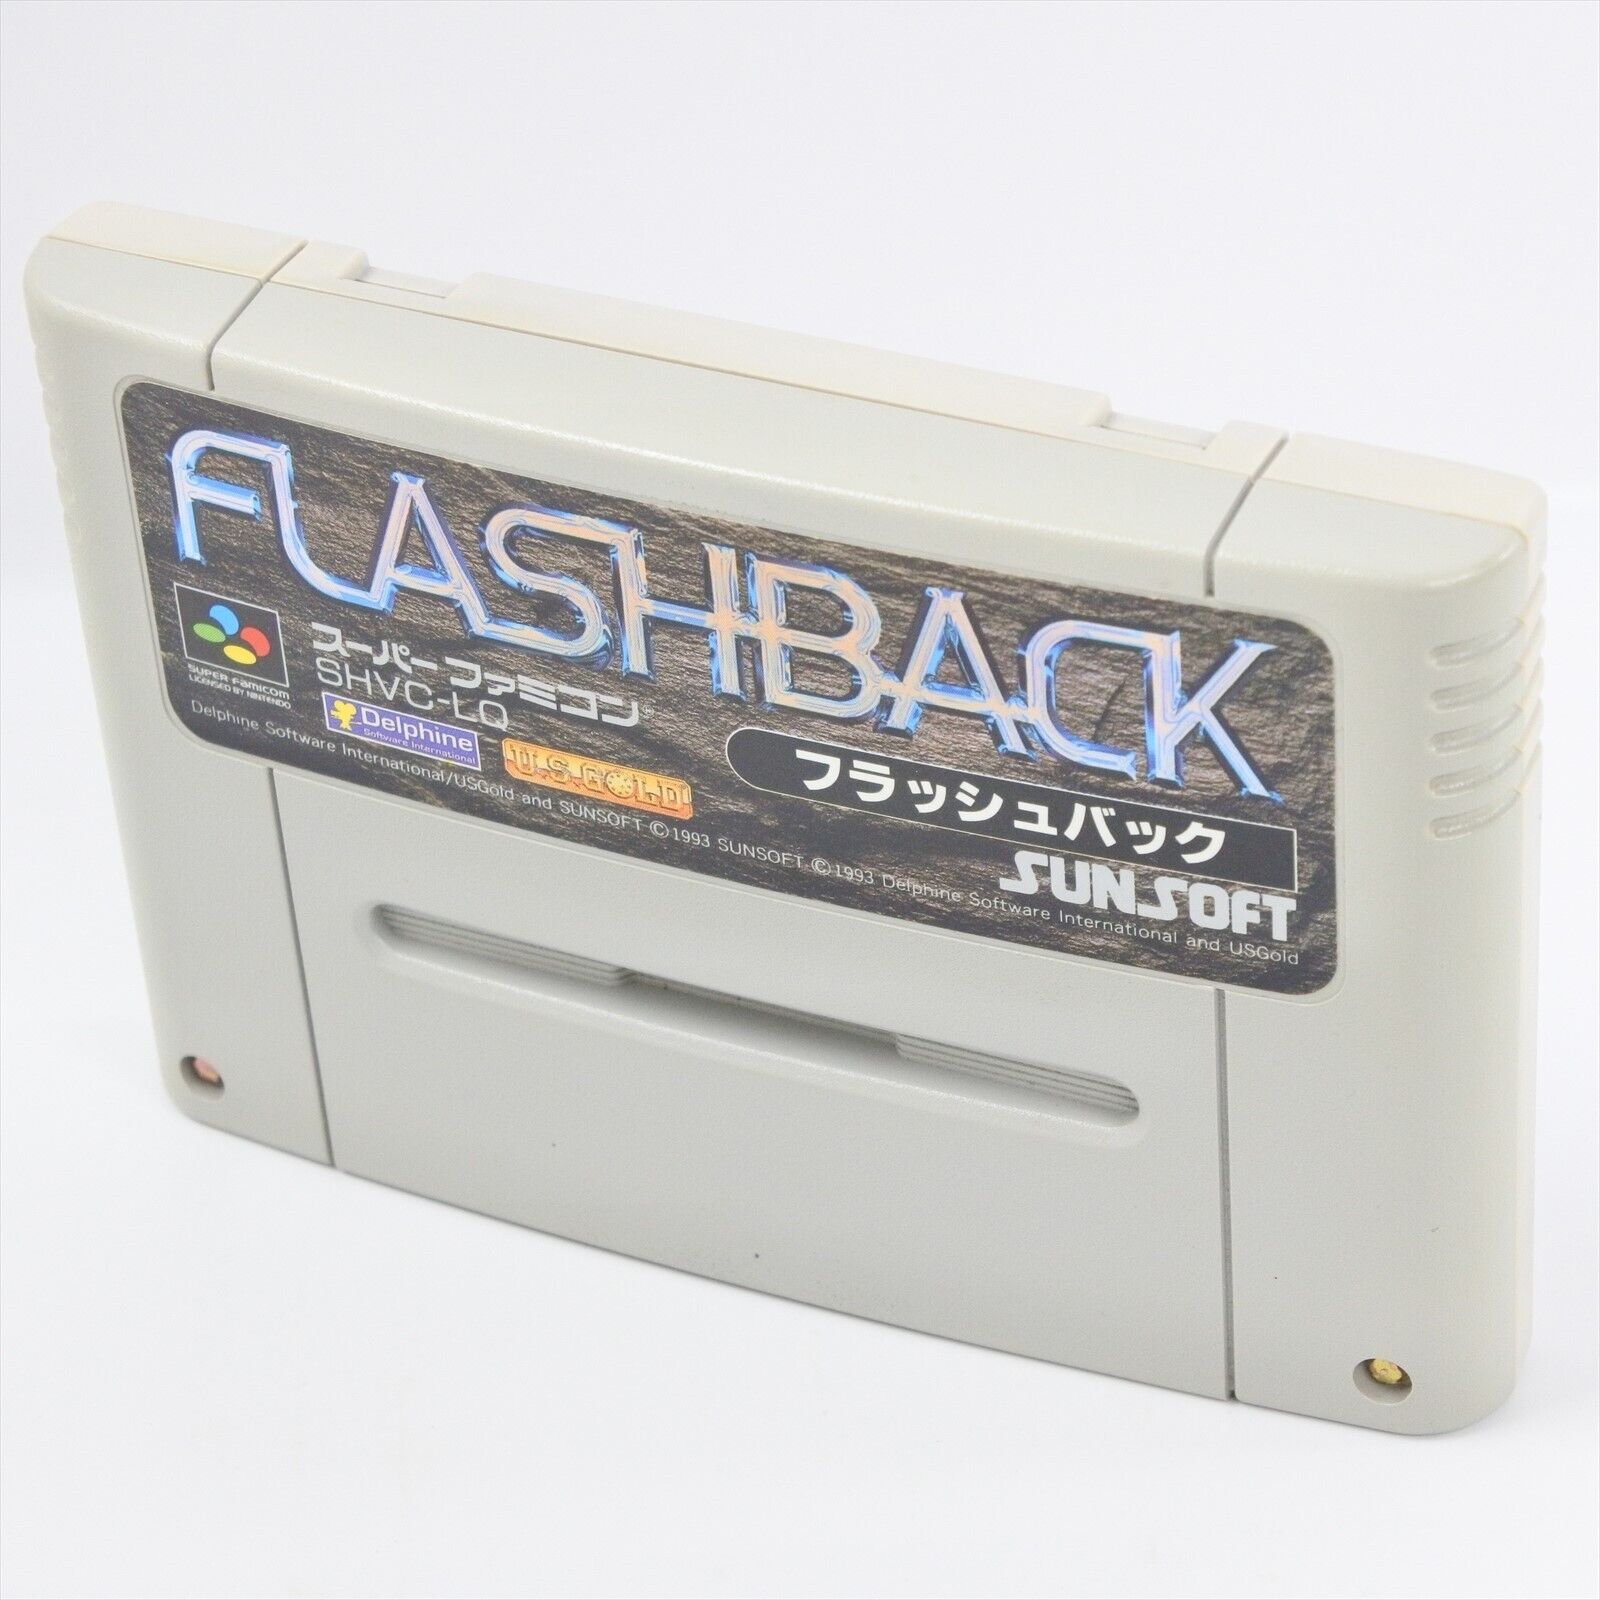 FLASHBACK
フラッシュバック
SUPER FAMICOM
LICENSED BY NINTENDO
スーパーファミコン®
SHVC-LQ
Delphine
Software International
U.S.GOLD
SUNSOFT
Delphine Software International/USGold and SUNSOFT ©1993 SUNSOFT ©1993 Delphine Software International and USGold